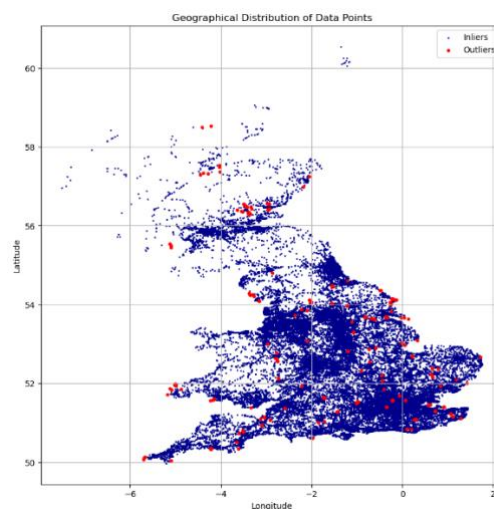 Geographical Distribution of Data Points
Inliers
Outliers
60
58
56
54
52
50
Latitude
−6
−4
−2
0
2
Longitude